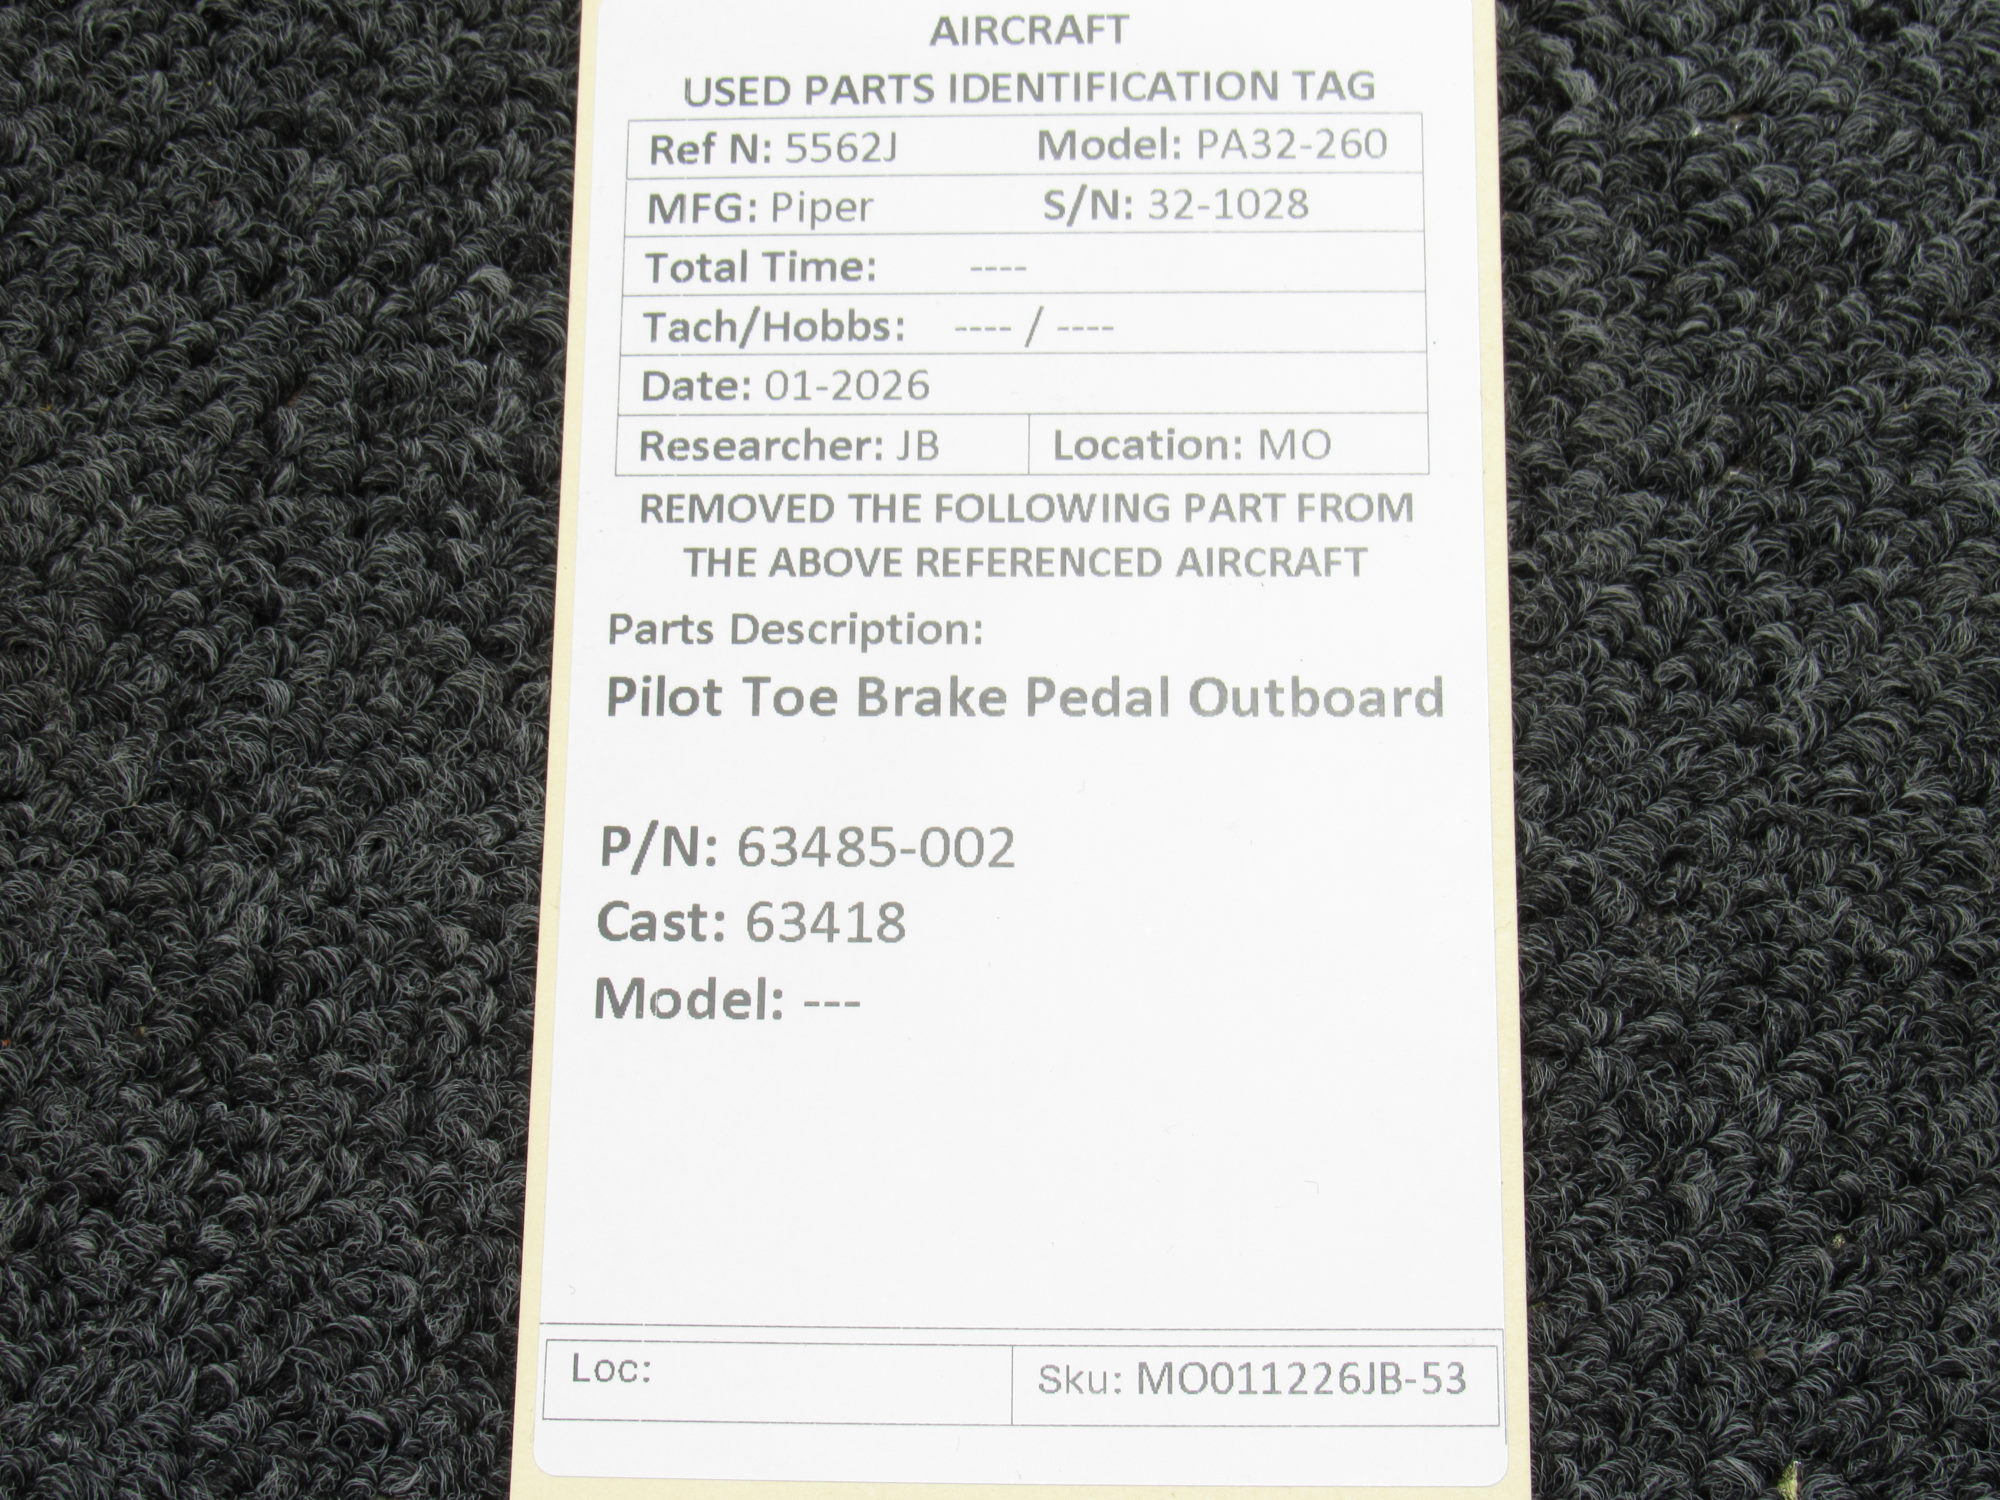 AIRCRAFT
USED PARTS IDENTIFICATION TAG
Ref N: 5562J Model: PA32-260
MFG: Piper S/N: 32-1028
Total Time: ----
Tach/Hobbs: ---- / ----
Date: 01-2026
Researcher: JB Location: MO
REMOVED THE FOLLOWING PART FROM
THE ABOVE REFERENCED AIRCRAFT
Parts Description:
Pilot Toe Brake Pedal Outboard
P/N: 63485-002
Cast: 63418
Model: ---
Loc: Sku: MO011226JB-53